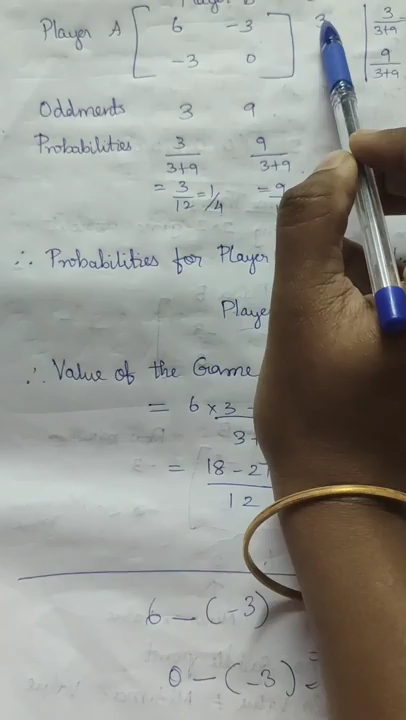 Player B
Player A [ 6 -3 ] 3 | 3/(3+9) =
[ -3 0 ] 9/(3+9)
Oddments 3 9
Probabilities 3/(3+9) 9/(3+9)
= 3/12 = 1/4 = 9
∴ Probabilities for Player
∴ Value of the Game
= 6 × 3 -
= 18 - 27
12
6 - (-3)
0 - (-3) =